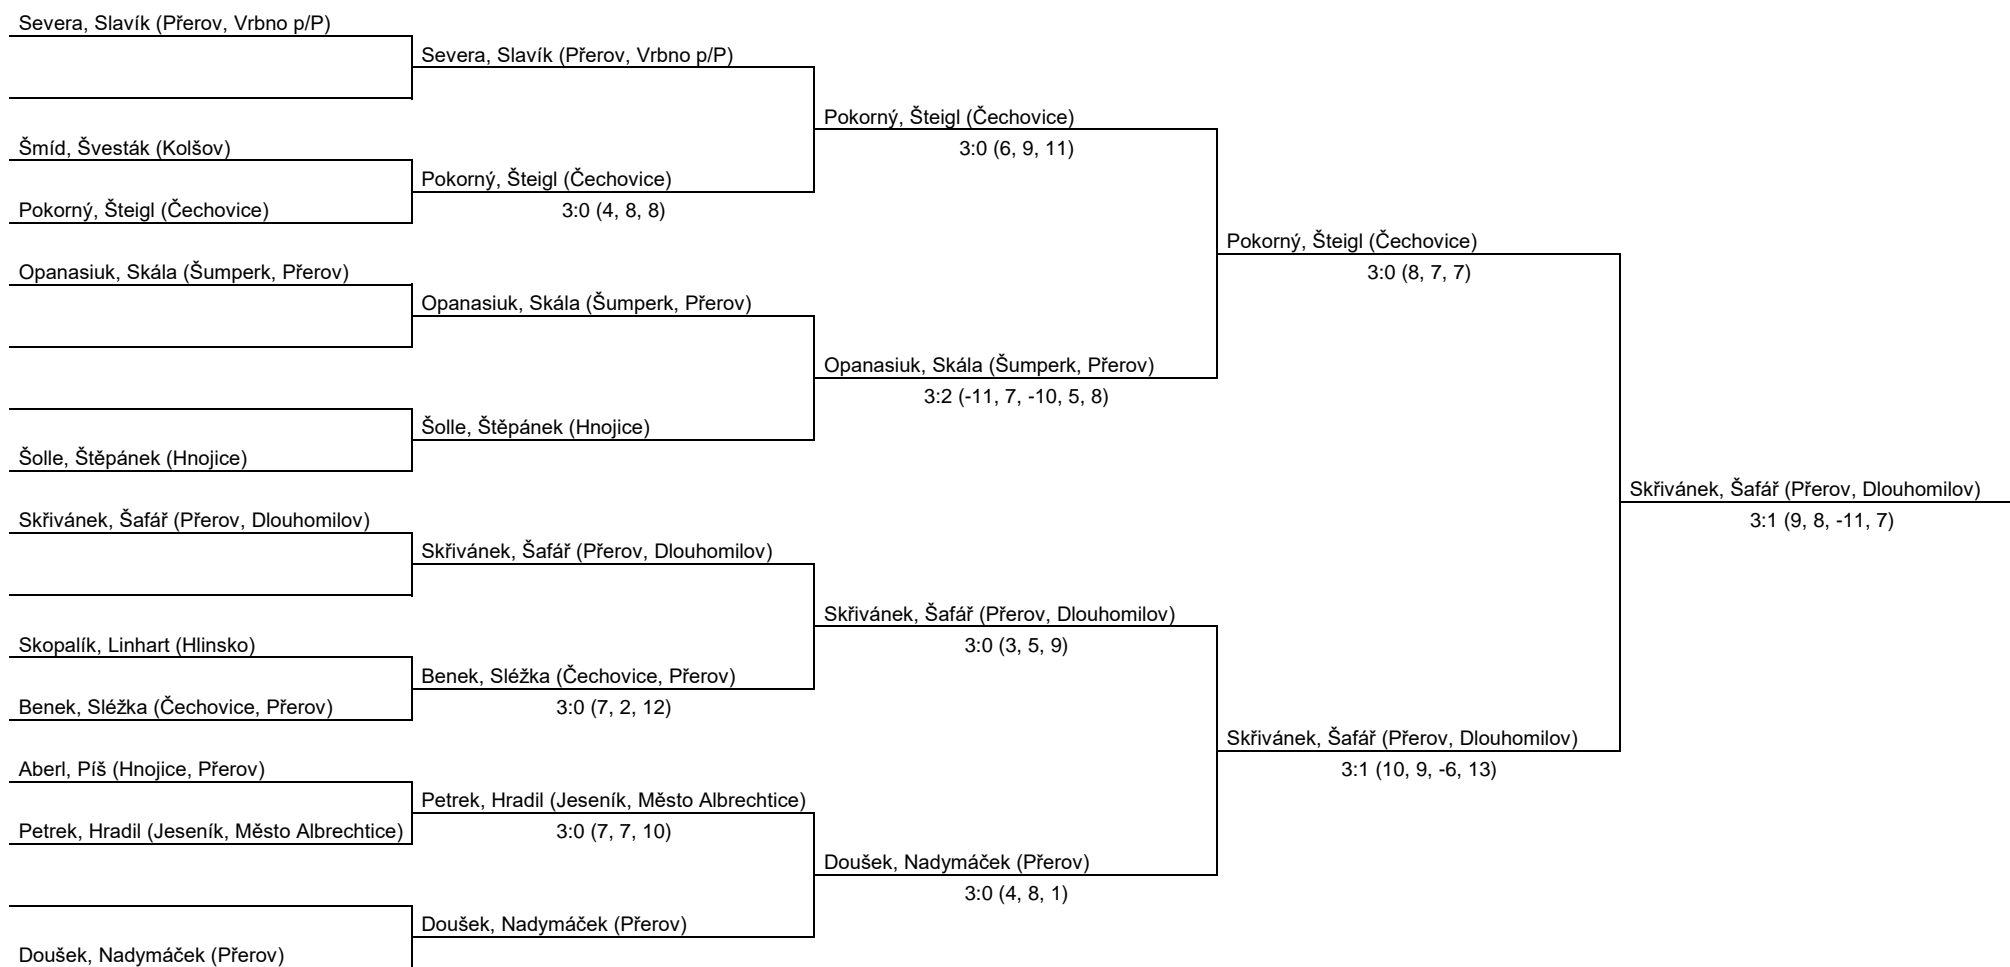 Severa, Slavík (Přerov, Vrbno p/P)
Severa, Slavík (Přerov, Vrbno p/P)
Pokorný, Šteigl (Čechovice)
Šmíd, Švesták (Kolšov)
3:0 (6, 9, 11)
Pokorný, Šteigl (Čechovice)
Pokorný, Šteigl (Čechovice)
3:0 (4, 8, 8)
Pokorný, Šteigl (Čechovice)
Opanasiuk, Skála (Šumperk, Přerov)
3:0 (8, 7, 7)
Opanasiuk, Skála (Šumperk, Přerov)
Opanasiuk, Skála (Šumperk, Přerov)
3:2 (-11, 7, -10, 5, 8)
Šolle, Štěpánek (Hnojice)
Šolle, Štěpánek (Hnojice)
Skřivánek, Šafář (Přerov, Dlouhomilov)
Skřivánek, Šafář (Přerov, Dlouhomilov)
3:1 (9, 8, -11, 7)
Skřivánek, Šafář (Přerov, Dlouhomilov)
Skřivánek, Šafář (Přerov, Dlouhomilov)
Skopalík, Linhart (Hlinsko)
3:0 (3, 5, 9)
Benek, Sléžka (Čechovice, Přerov)
Benek, Sléžka (Čechovice, Přerov)
3:0 (7, 2, 12)
Skřivánek, Šafář (Přerov, Dlouhomilov)
Aberl, Píš (Hnojice, Přerov)
3:1 (10, 9, -6, 13)
Petrek, Hradil (Jeseník, Město Albrechtice)
Petrek, Hradil (Jeseník, Město Albrechtice)
3:0 (7, 7, 10)
Doušek, Nadymáček (Přerov)
3:0 (4, 8, 1)
Doušek, Nadymáček (Přerov)
Doušek, Nadymáček (Přerov)